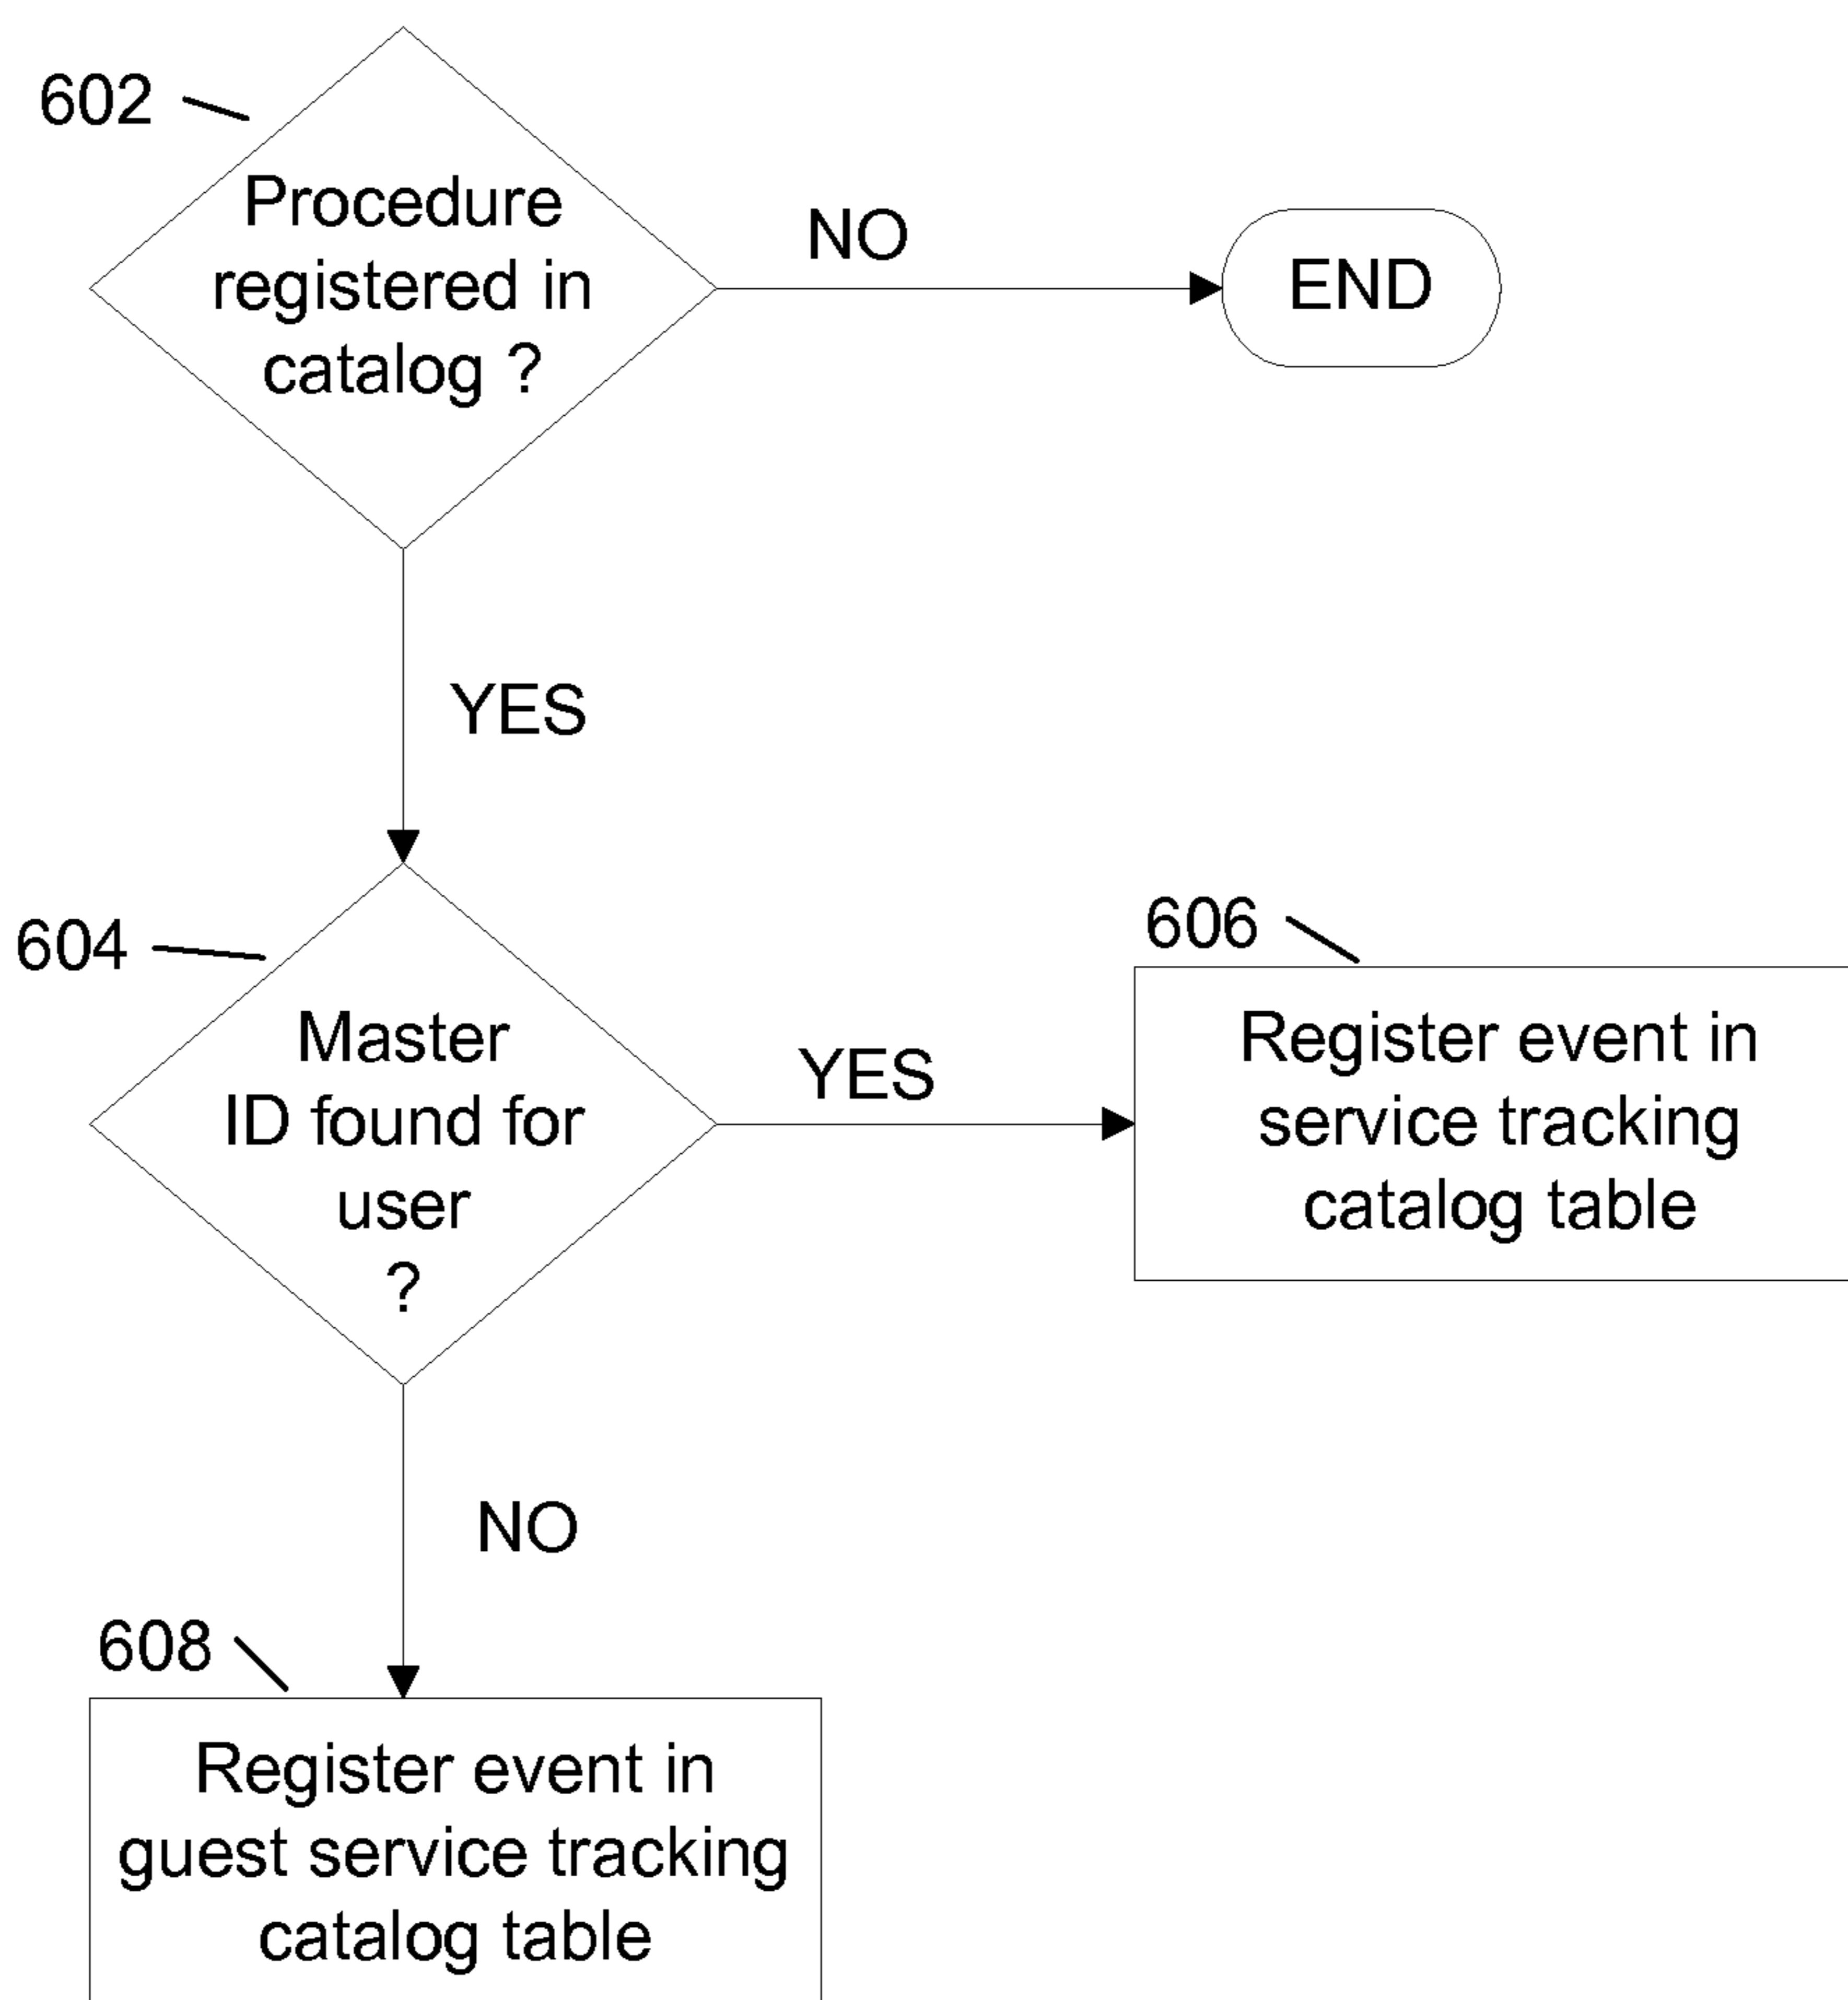 602
Procedure
registered in
catalog ?
NO
END
YES
604
Master
ID found for
user
?
YES
606
Register event in
service tracking
catalog table
NO
608
Register event in
guest service tracking
catalog table